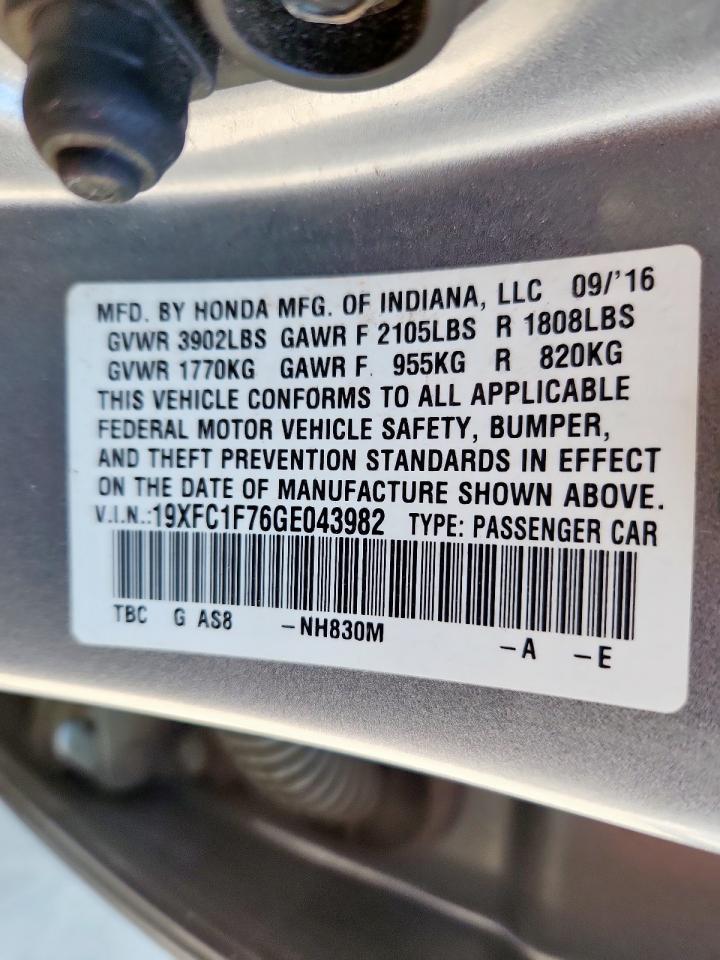 MFD. BY HONDA MFG. OF INDIANA, LLC 09/'16
GVWR 3902LBS GAWR F 2105LBS R 1808LBS
GVWR 1770KG GAWR F. 955KG R 820KG
THIS VEHICLE CONFORMS TO ALL APPLICABLE
FEDERAL MOTOR VEHICLE SAFETY, BUMPER,
AND THEFT PREVENTION STANDARDS IN EFFECT
ON THE DATE OF MANUFACTURE SHOWN ABOVE.
V.I.N.:19XFC1F76GE043982 TYPE: PASSENGER CAR
TBC G AS8 -NH830M -A -E